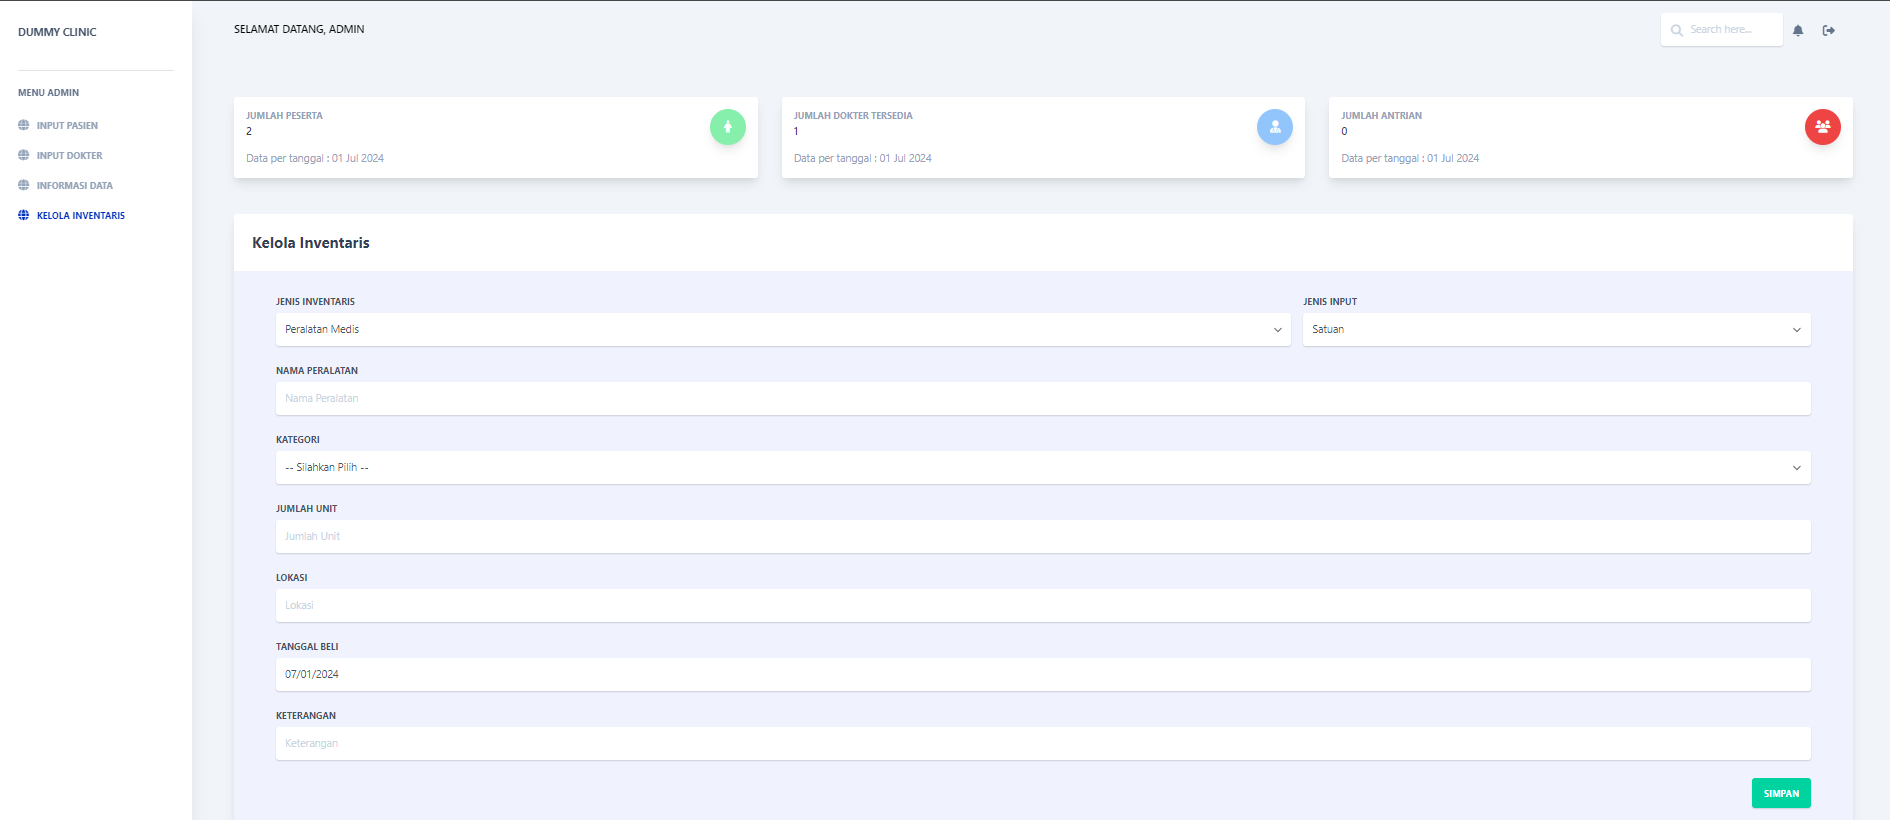 DUMMY CLINIC
MENU ADMIN
INPUT PASIEN
INPUT DOKTER
INFORMASI DATA
KELOLA INVENTARIS
SELAMAT DATANG, ADMIN
Search here...
JUMLAH PESERTA
2
Data per tanggal : 01 Jul 2024
JUMLAH DOKTER TERSEDIA
1
Data per tanggal : 01 Jul 2024
JUMLAH ANTRIAN
0
Data per tanggal : 01 Jul 2024
Kelola Inventaris
JENIS INVENTARIS
Peralatan Medis
JENIS INPUT
Satuan
NAMA PERALATAN
Nama Peralatan
KATEGORI
-- Silahkan Pilih --
JUMLAH UNIT
Jumlah Unit
LOKASI
Lokasi
TANGGAL BELI
07/01/2024
KETERANGAN
Keterangan
SIMPAN